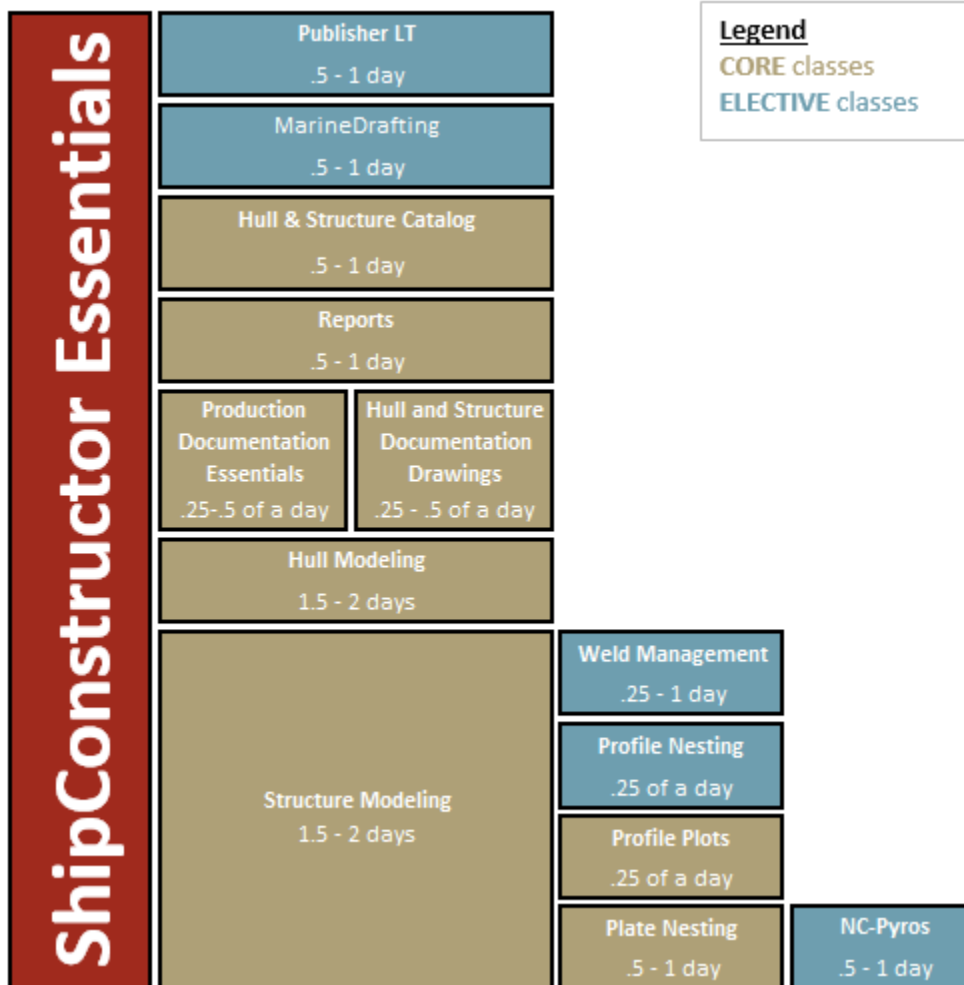 ShipConstructor Essentials
Publisher LT
.5 - 1 day
MarineDrafting
.5 - 1 day
Hull & Structure Catalog
.5 - 1 day
Reports
.5 - 1 day
Production
Documentation
Essentials
.25-.5 of a day
Hull and Structure
Documentation
Drawings
.25 - .5 of a day
Hull Modeling
1.5 - 2 days
Structure Modeling
1.5 - 2 days
Weld Management
.25 - 1 day
Profile Nesting
.25 of a day
Profile Plots
.25 of a day
Plate Nesting
.5 - 1 day
NC-Pyros
.5 - 1 day
Legend
CORE classes
ELECTIVE classes